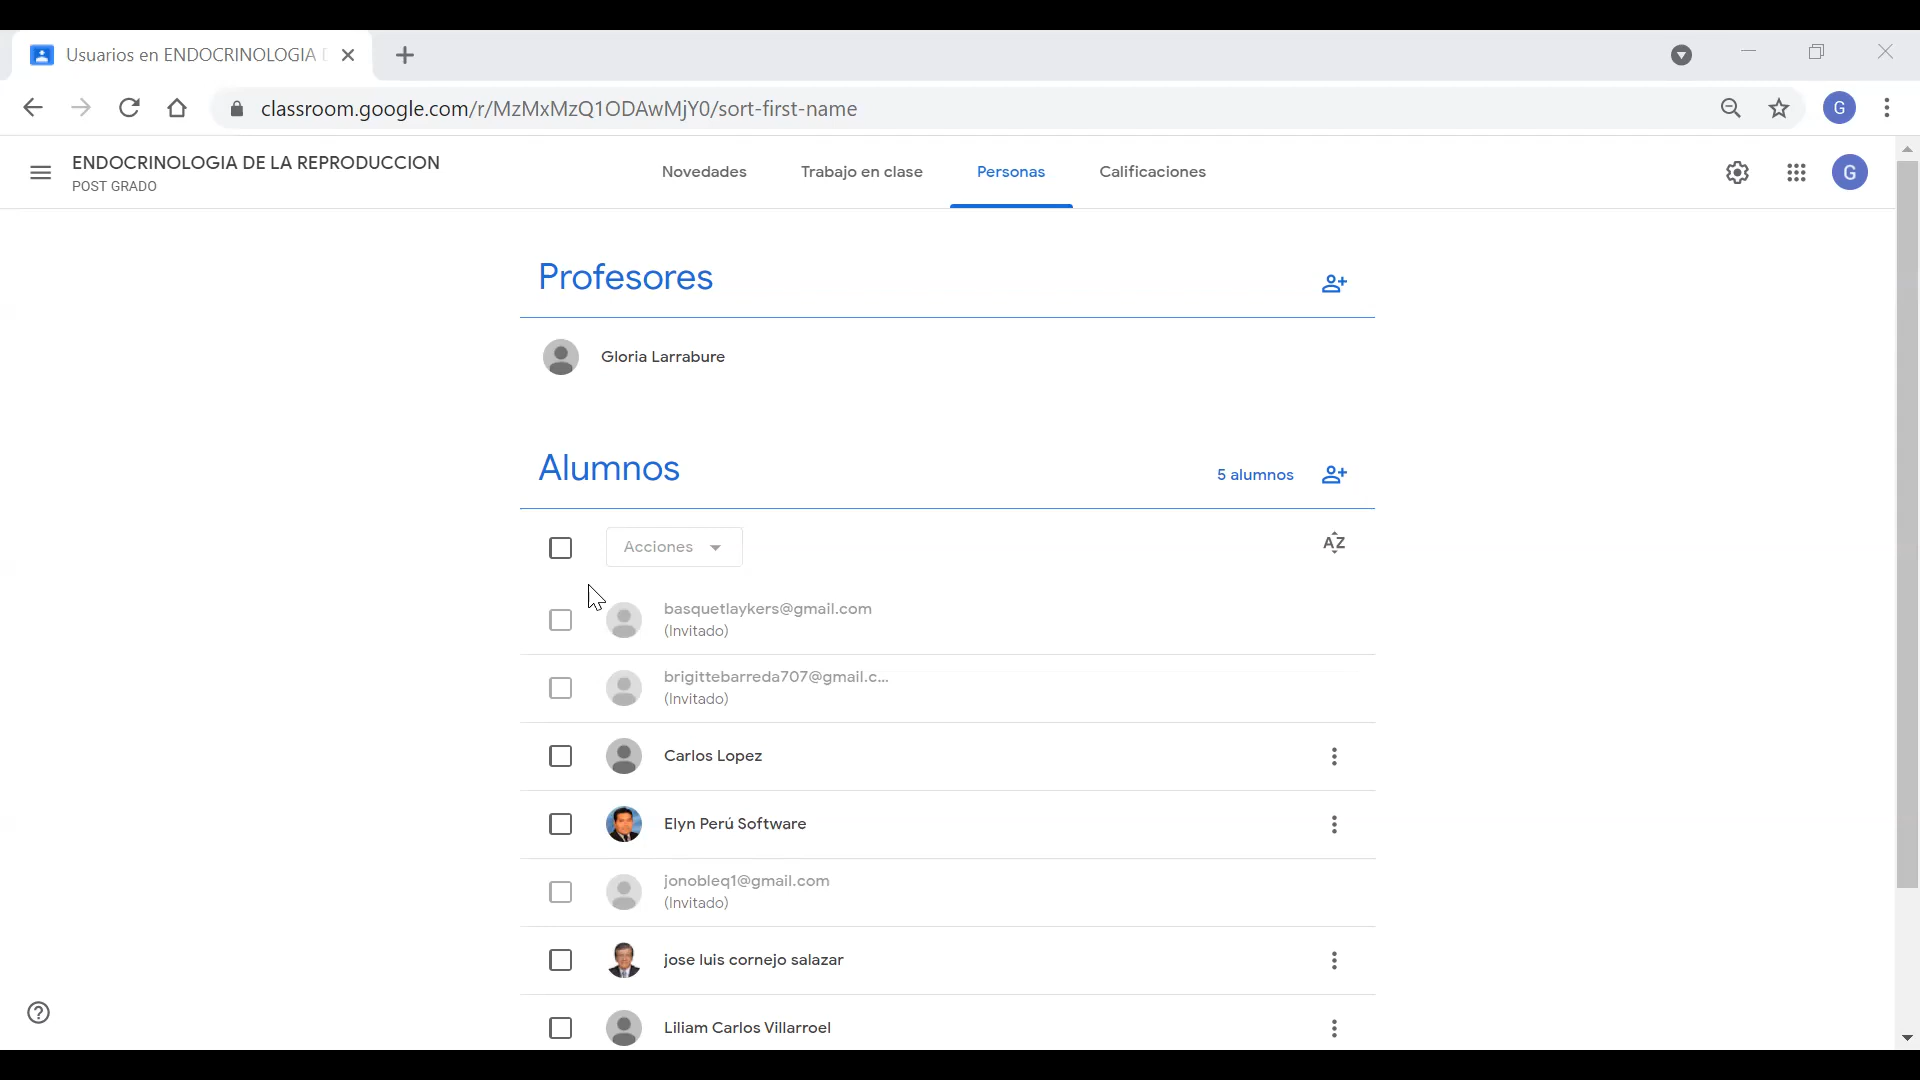 Usuarios en ENDOCRINOLOGIA
classroom.google.com/r/MzMxMzQ1ODAwMjY0/sort-first-name
G
ENDOCRINOLOGIA DE LA REPRODUCCION
POST GRADO
Novedades
Trabajo en clase
Personas
Calificaciones
G
Profesores
Gloria Larrabure
Alumnos
5 alumnos
Acciones
AZ
basquetlaykers@gmail.com
(Invitado)
brigittebarreda707@gmail.c...
(Invitado)
Carlos Lopez
Elyn Perú Software
jonobleq1@gmail.com
(Invitado)
jose luis cornejo salazar
Liliam Carlos Villarroel